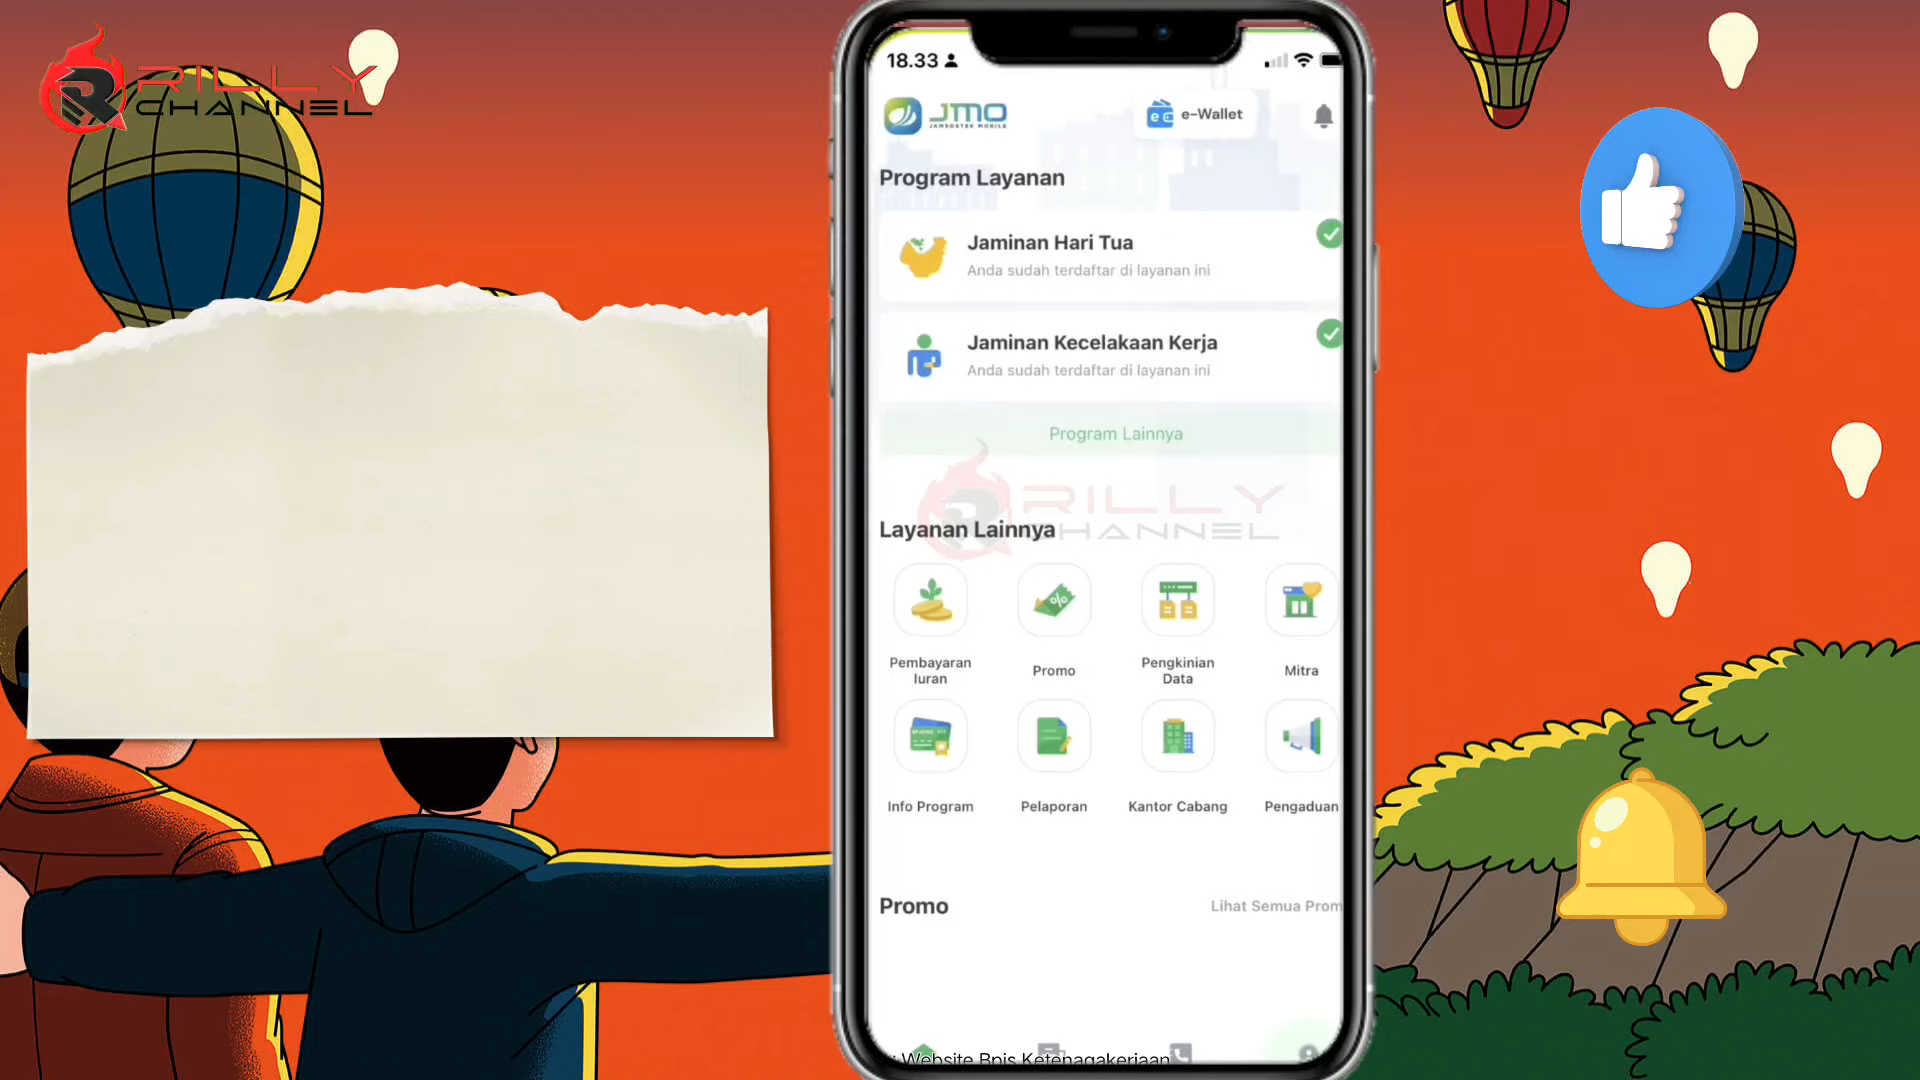 RILLY
CHANNEL
18.33
JMO
JAMSOSTEK MOBILE
e-Wallet
Program Layanan
Jaminan Hari Tua
Anda sudah terdaftar di layanan ini
Jaminan Kecelakaan Kerja
Anda sudah terdaftar di layanan ini
Program Lainnya
RILLY
CHANNEL
Layanan Lainnya
Pembayaran
Iuran
Promo
Pengkinian
Data
Mitra
Info Program
Pelaporan
Kantor Cabang
Pengaduan
Promo
Lihat Semua Prom
: Website Bpjs Ketenagakerjaan